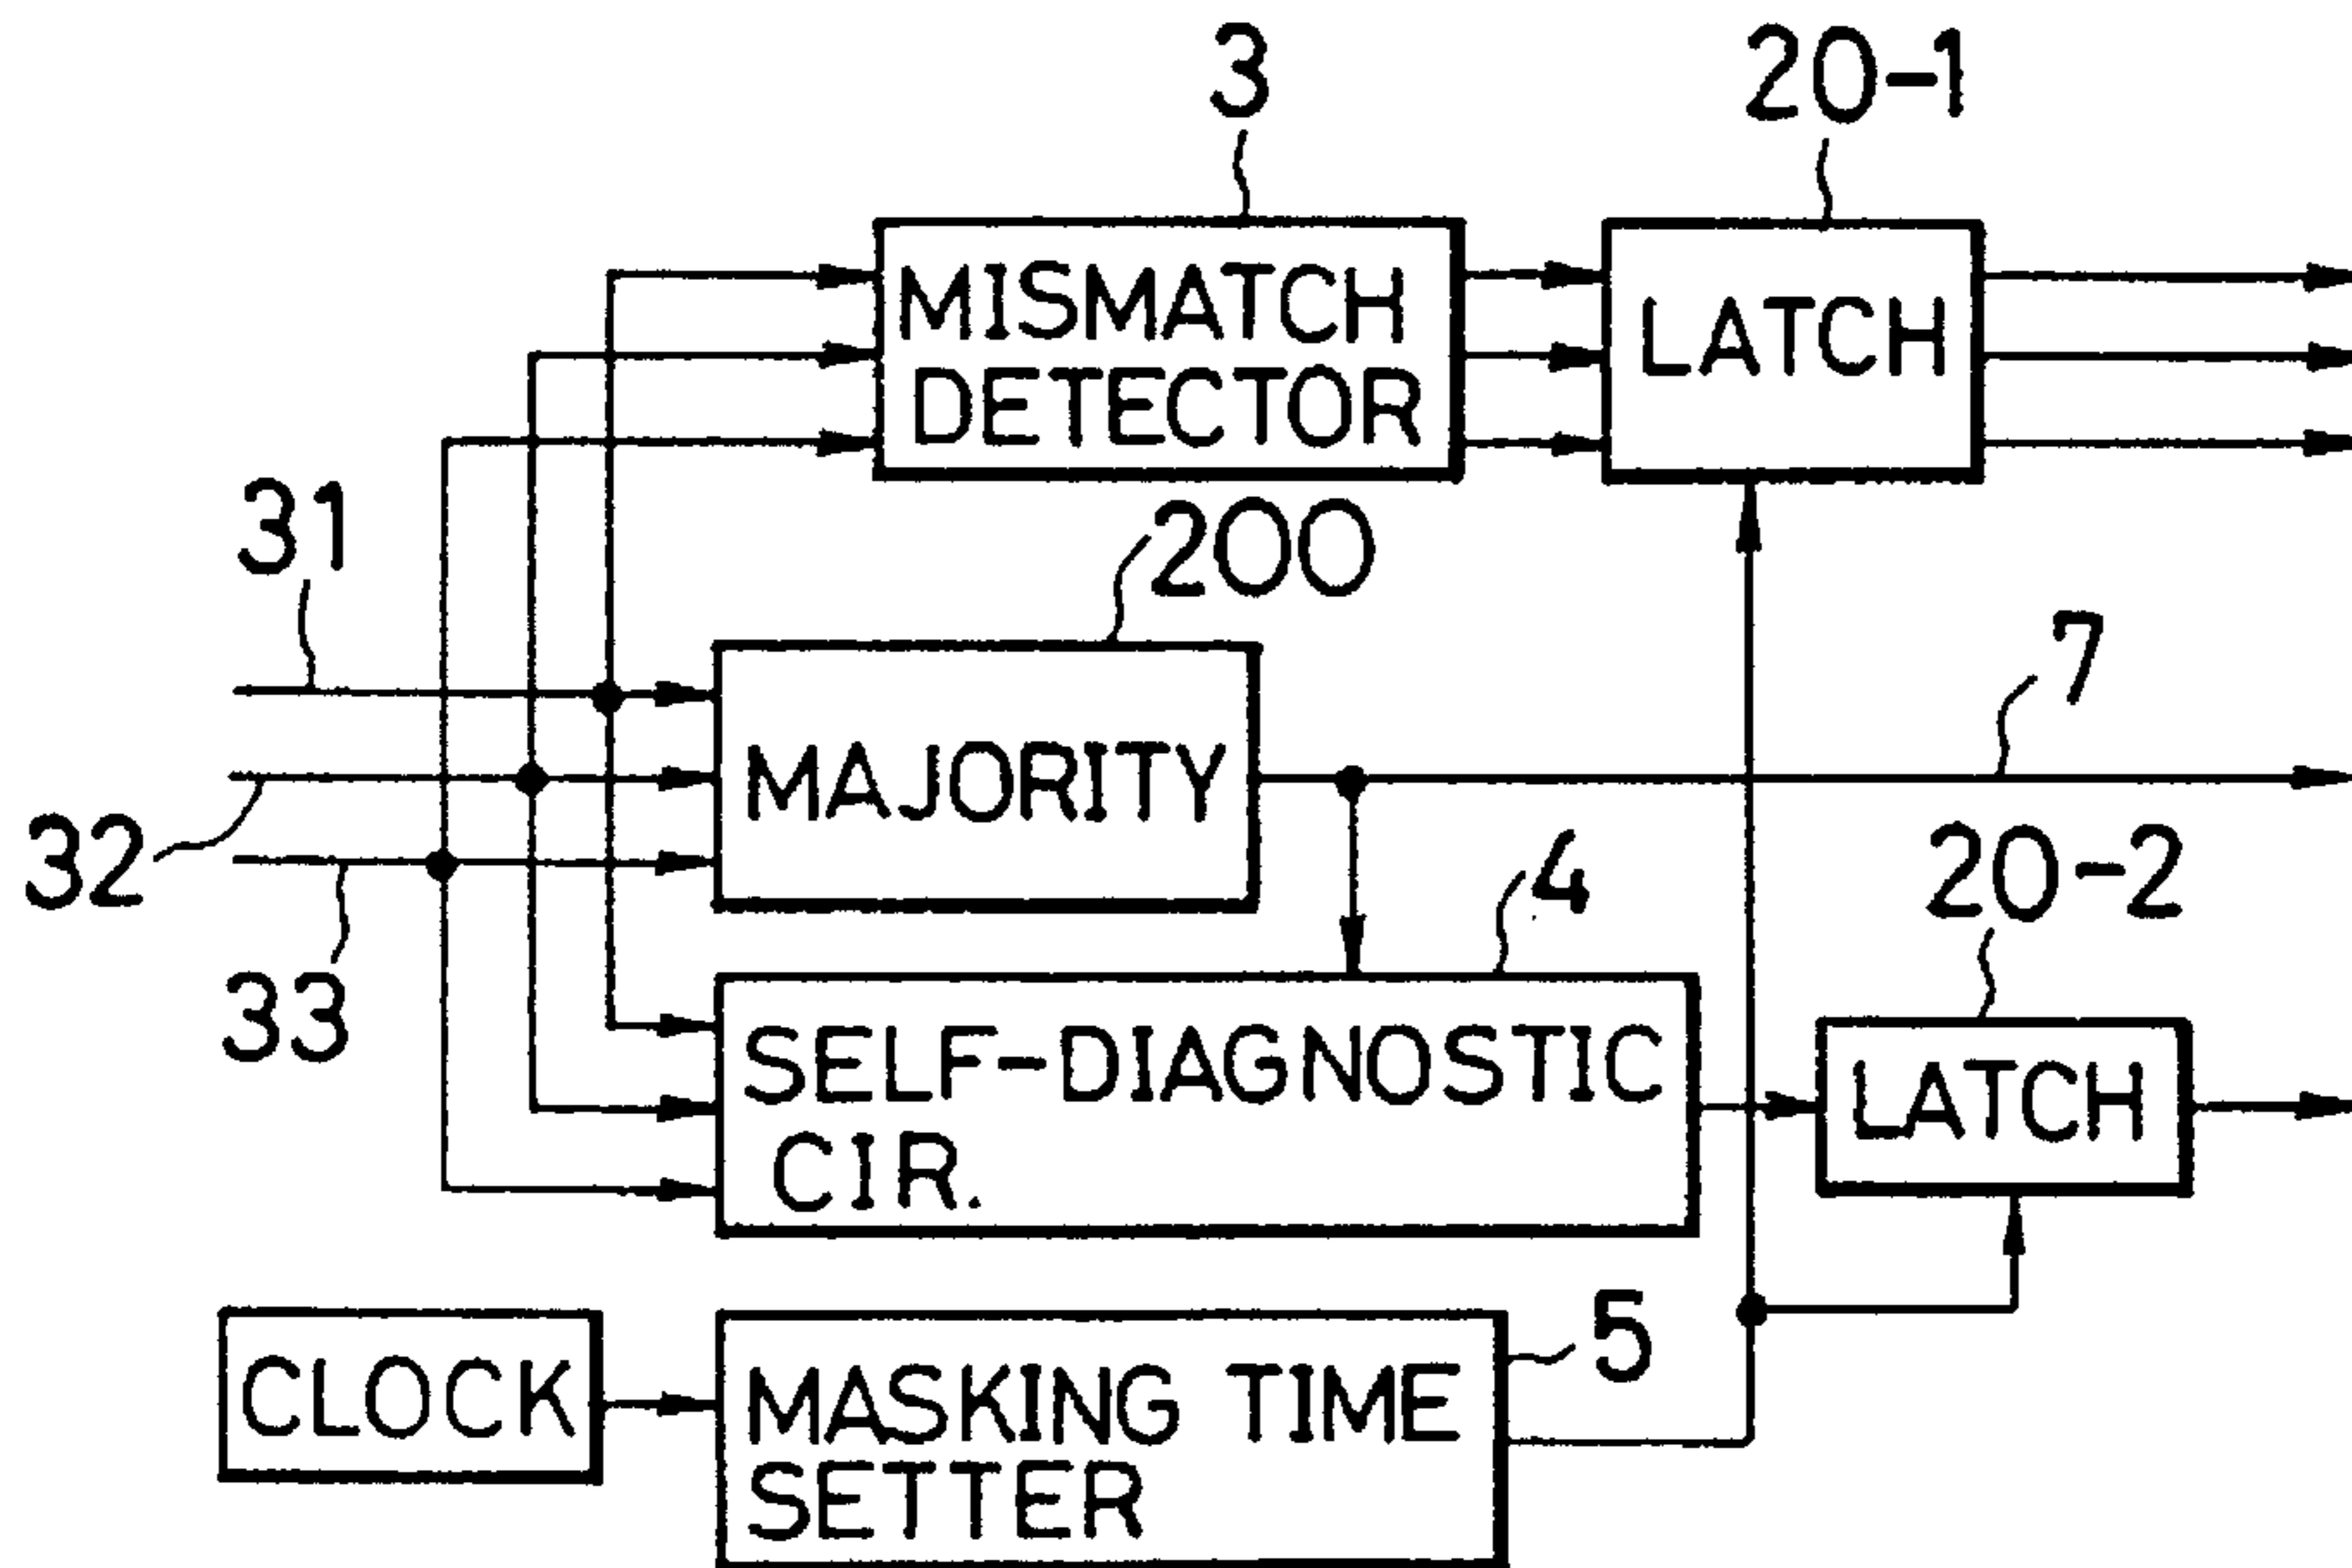 3
20-1
MISMATCH
DETECTOR
LATCH
31
200
7
MAJORITY
32
4
20-2
33
SELF-DIAGNOSTIC
CIR.
LATCH
5
CLOCK
MASKING TIME
SETTER